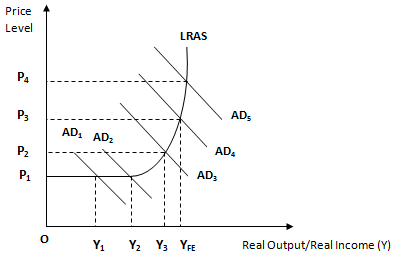 Price
Level
LRAS
P4
P3
AD5
AD1 AD2
P2
AD4
P1
AD3
O
Y1 Y2 Y3 YFE Real Output/Real Income (Y)